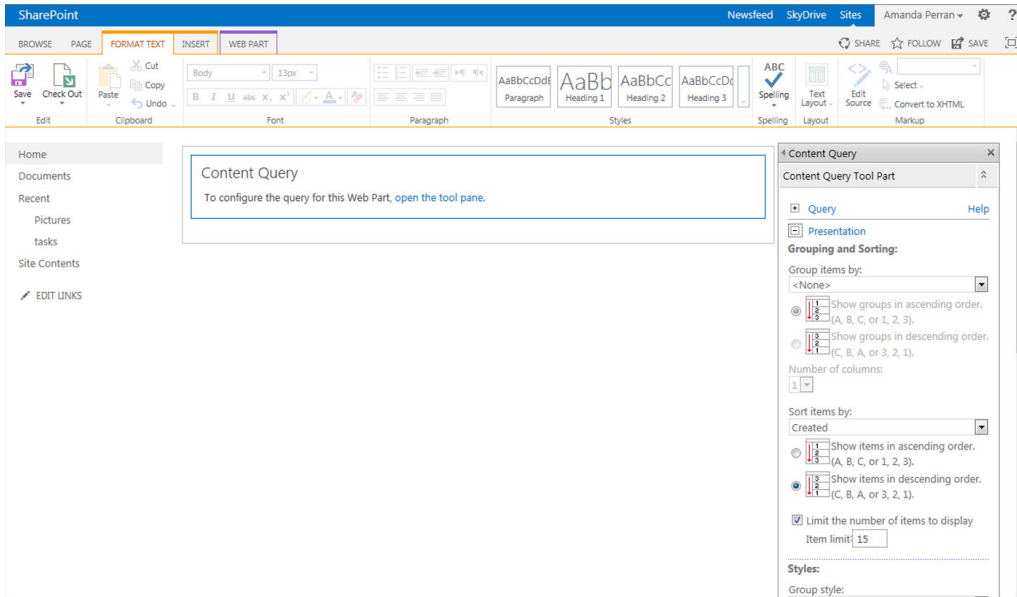 SharePoint
Newsfeed SkyDrive Sites Amanda Perran ?
BROWSE PAGE FORMAT TEXT INSERT WEB PART
SHARE FOLLOW SAVE
Save Check Out
Paste
Cut
Copy
Undo
Body 13px
B I U abc X₂ X² A
AaBbCcDdE AaBb AaBbCc AaBbCcDd
Paragraph Heading 1 Heading 2 Heading 3
ABC
Spelling
Text Layout
Edit Source
Select
Convert to XHTML
Edit Clipboard Font Paragraph Styles Spelling Layout Markup
Home
Documents
Recent
Pictures
tasks
Site Contents
EDIT LINKS
Content Query
To configure the query for this Web Part, open the tool pane.
Content Query
Content Query Tool Part
Query Help
Presentation
Grouping and Sorting:
Group items by:
<None>
Show groups in ascending order.
(A, B, C, or 1, 2, 3).
Show groups in descending order.
(C, B, A, or 3, 2, 1).
Number of columns:
1
Sort items by:
Created
Show items in ascending order.
(A, B, C, or 1, 2, 3).
Show items in descending order.
(C, B, A, or 3, 2, 1).
Limit the number of items to display
Item limit: 15
Styles:
Group style: